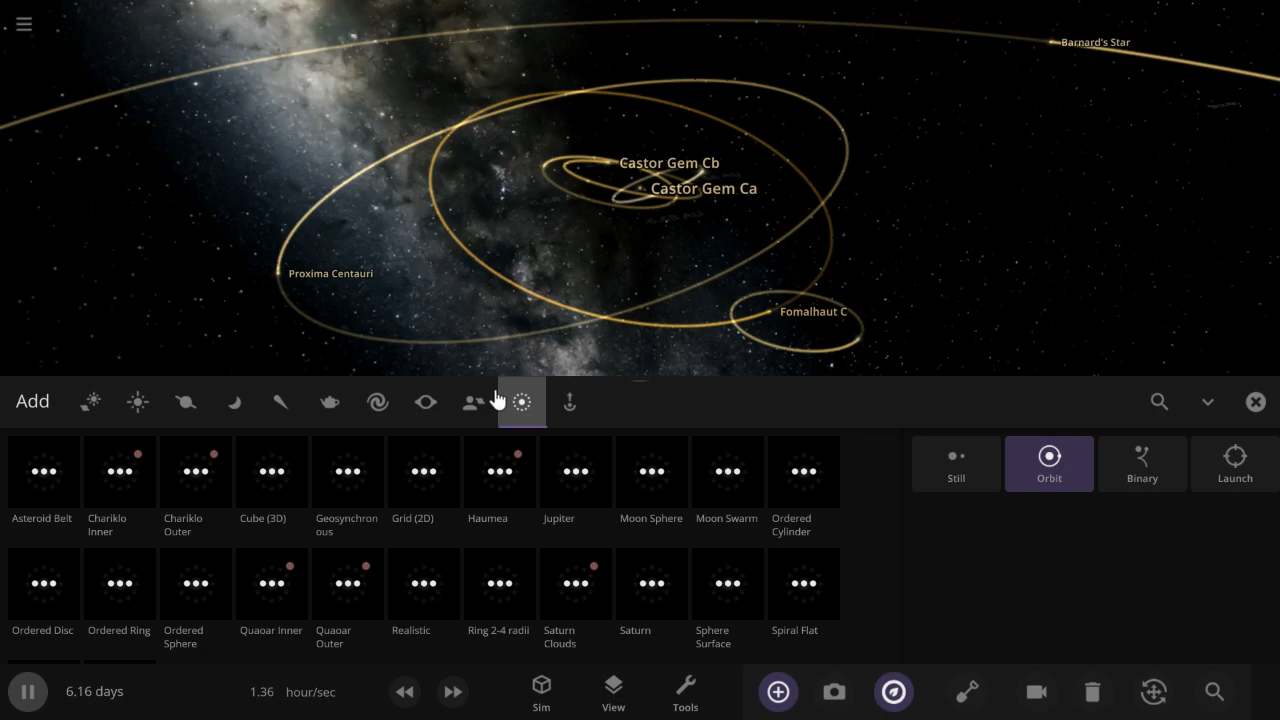 Barnard's Star
Castor Gem Cb
Castor Gem Ca
Proxima Centauri
Fomalhaut C
Add
Still
Orbit
Binary
Launch
Asteroid Belt
Chariklo
Inner
Chariklo
Outer
Cube (3D)
Geosynchron
ous
Grid (2D)
Haumea
Jupiter
Moon Sphere
Moon Swarm
Ordered
Cylinder
Ordered Disc
Ordered Ring
Ordered
Sphere
Quaoar Inner
Quaoar
Outer
Realistic
Ring 2-4 radii
Saturn
Clouds
Saturn
Sphere
Surface
Spiral Flat
6.16 days
1.36 hour/sec
Sim
View
Tools